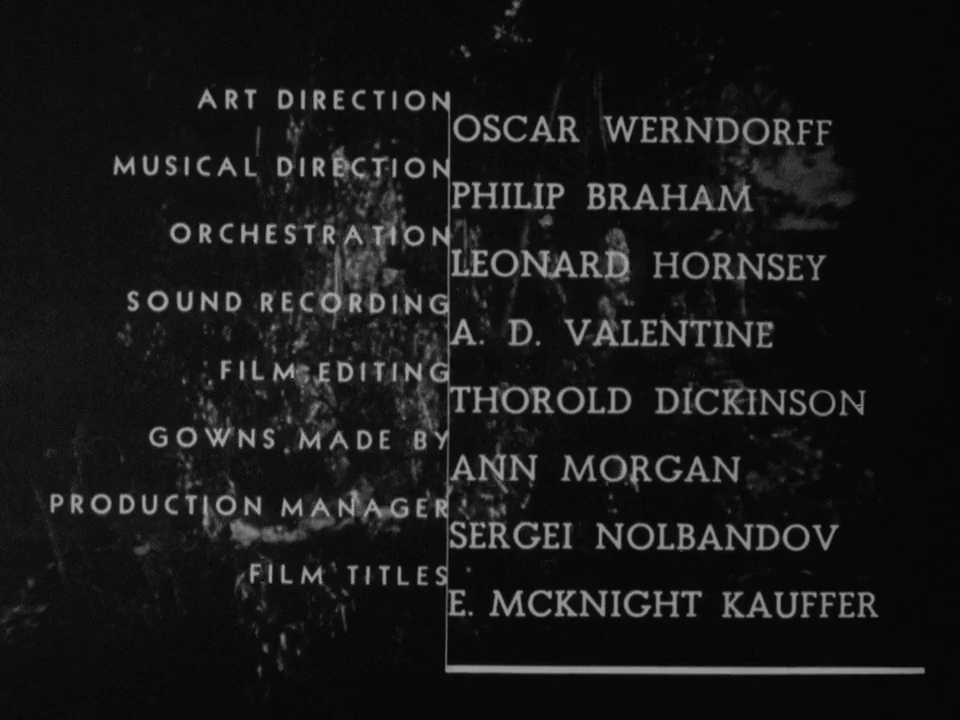 ART DIRECTION
OSCAR WERNDORFF
MUSICAL DIRECTION
PHILIP BRAHAM
ORCHESTRATION
LEONARD HORNSEY
SOUND RECORDING
A. D. VALENTINE
FILM EDITING
THOROLD DICKINSON
GOWNS MADE BY
ANN MORGAN
PRODUCTION MANAGER
SERGEI NOLBANDOV
FILM TITLES
E. MCKNIGHT KAUFFER